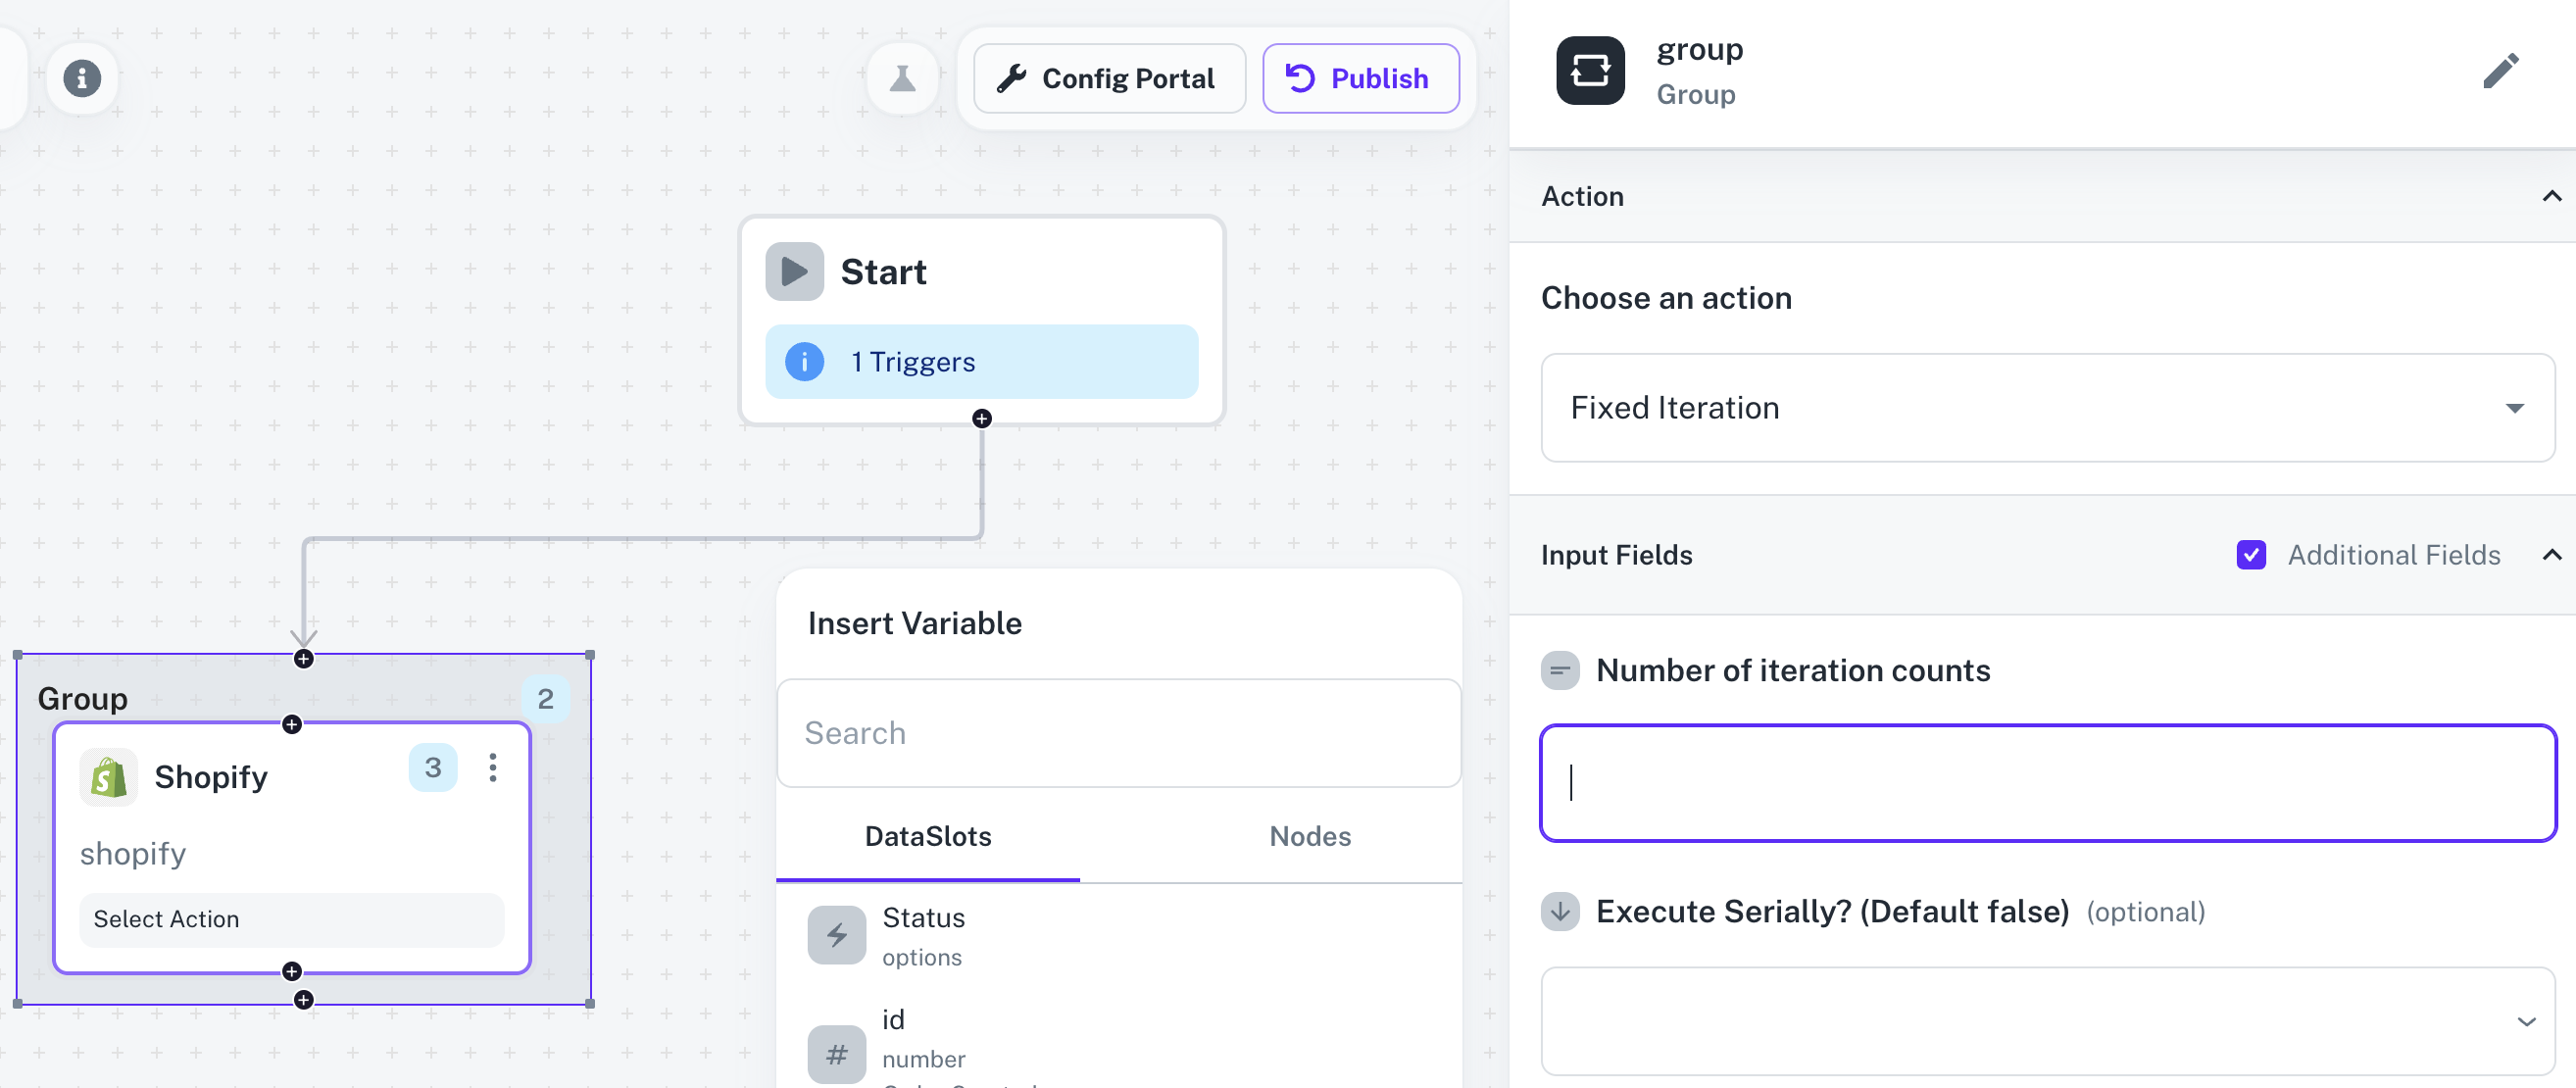 Config Portal
Publish
Start
1 Triggers
Group
2
Shopify
3
shopify
Select Action
Insert Variable
Search
DataSlots
Nodes
Status
options
id
number
group
Group
Action
Choose an action
Fixed Iteration
Input Fields
Additional Fields
Number of iteration counts
Execute Serially? (Default false) (optional)